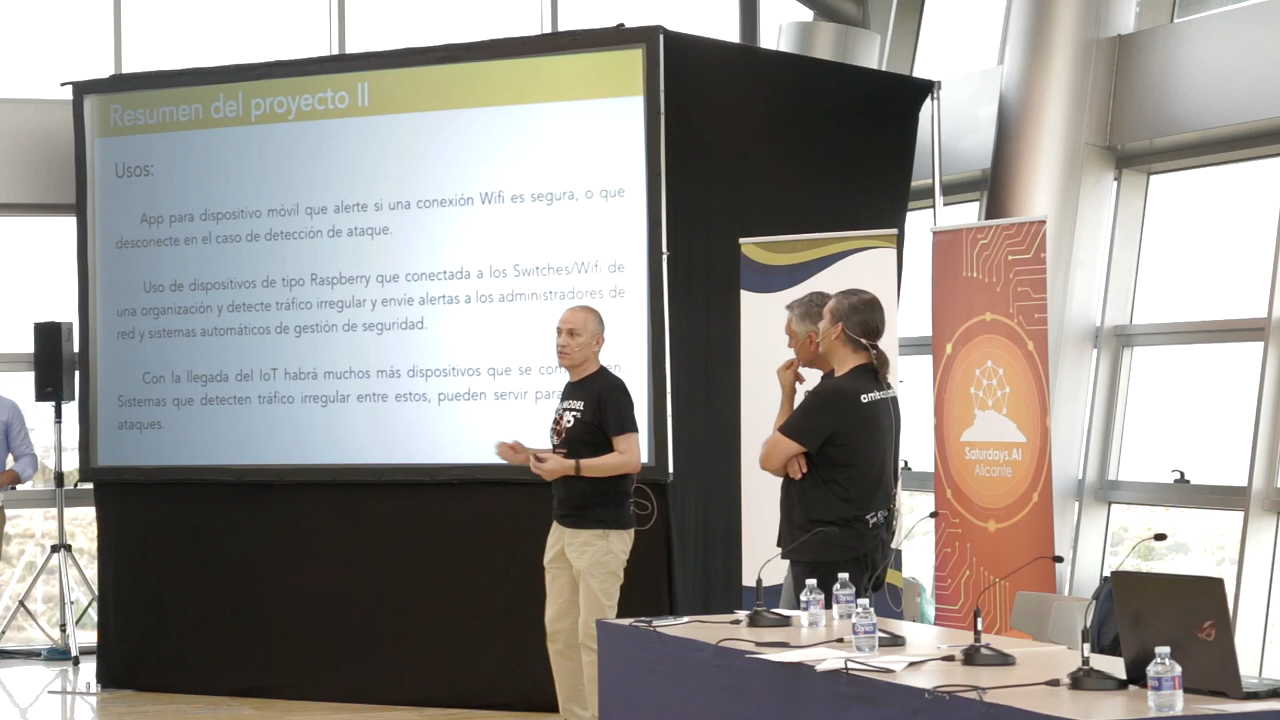 Resumen del proyecto II
Usos:
App para dispositivo móvil que alerte si una conexión Wifi es segura, o que
desconecte en el caso de detección de ataque.
Uso de dispositivos de tipo Raspberry que conectada a los Switches/Wifi de
una organización y detecte tráfico irregular y envíe alertas a los administradores de
red y sistemas automáticos de gestión de seguridad.
Con la llegada del IoT habrá muchos más dispositivos que se
Sistemas que detecten tráfico irregular entre estos, pueden servir para
ataques.
MODEL
Saturdays.AI
Alicante